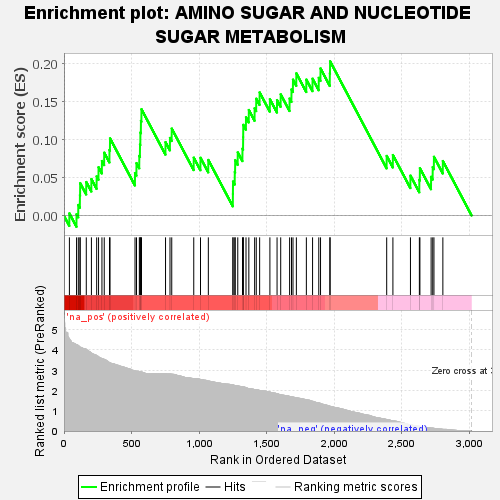 Enrichment plot: AMINO SUGAR AND NUCLEOTIDE
SUGAR METABOLISM
Enrichment score (ES)
0.20
0.15
0.10
0.05
0.00
'na_pos' (positively correlated)
Ranked list metric (PreRanked)
5
4
3
2
1
0
Zero cross at
'na_neg' (negatively correlated)
0 500 1,000 1,500 2,000 2,500 3,000
Rank in Ordered Dataset
Enrichment profile Hits Ranking metric scores